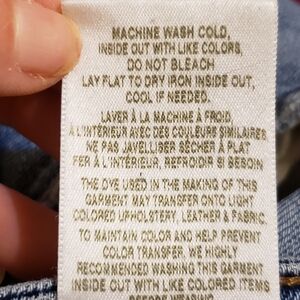 MACHINE WASH COLD,
INSIDE OUT WITH LIKE COLORS,
DO NOT BLEACH
LAY FLAT TO DRY IRON INSIDE OUT,
COOL IF NEEDED.
LAVER À LA MACHINE À FROID,
À L'INTÉRIEUR AVEC DES COULEURS SIMILAIRES
NE PAS JAVELLISER SÈCHER À PLAT
FER À L'INTÉRIEUR, REFROIDIR SI BESOIN
THE DYE USED IN THE MAKING OF THIS
GARMENT MAY TRANSFER ONTO LIGHT
COLORED UPHOLSTERY, LEATHER & FABRIC.
TO MAINTAIN COLOR AND HELP PREVENT
COLOR TRANSFER, WE HIGHLY
RECOMMENDED WASHING THIS GARMENT
INSIDE OUT WITH LIKE COLORED ITEMS
BEFORE WEAR.